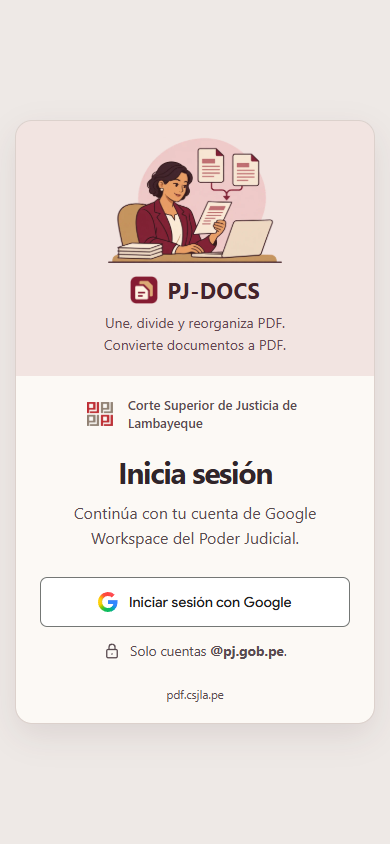 PJ-DOCS
Une, divide y reorganiza PDF.
Convierte documentos a PDF.
Corte Superior de Justicia de
Lambayeque
Inicia sesión
Continúa con tu cuenta de Google
Workspace del Poder Judicial.
Iniciar sesión con Google
Solo cuentas @pj.gob.pe.
pdf.csjla.pe